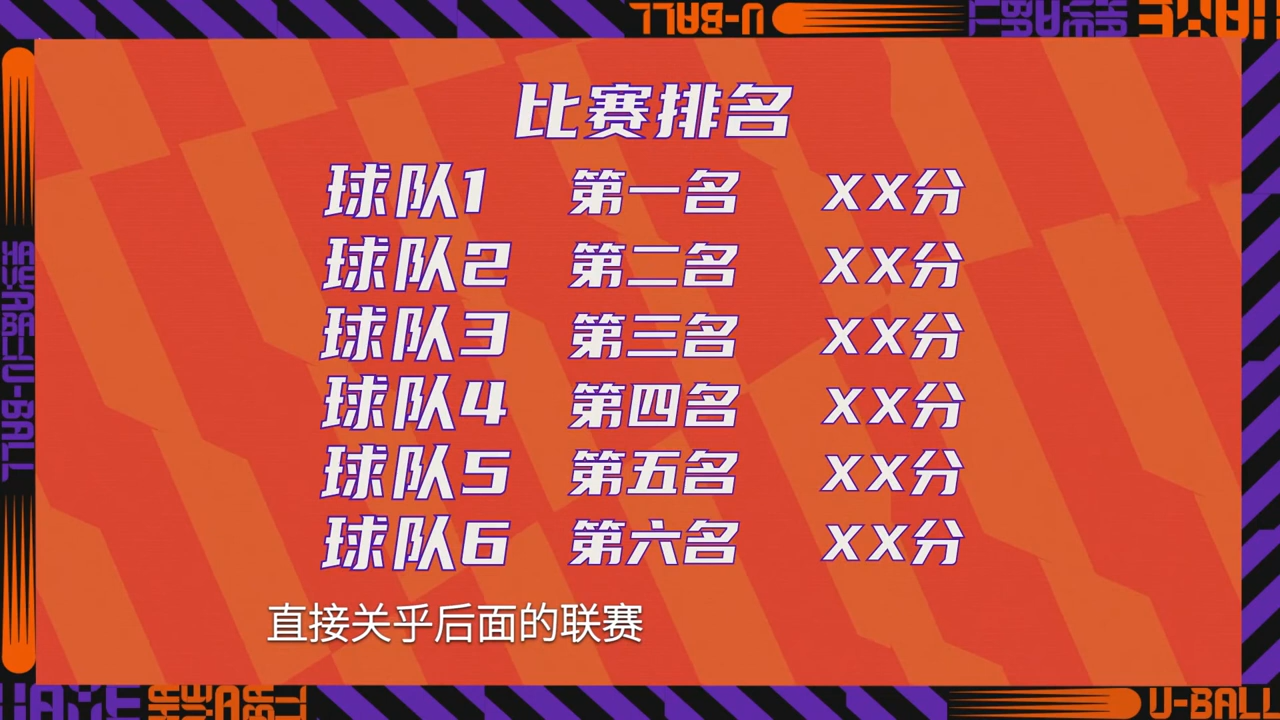 U-BALL
比赛排名
球队1 第一名 XX分
球队2 第二名 XX分
球队3 第三名 XX分
球队4 第四名 XX分
球队5 第五名 XX分
球队6 第六名 XX分
直接关乎后面的联赛
U-BALL
U-BALL